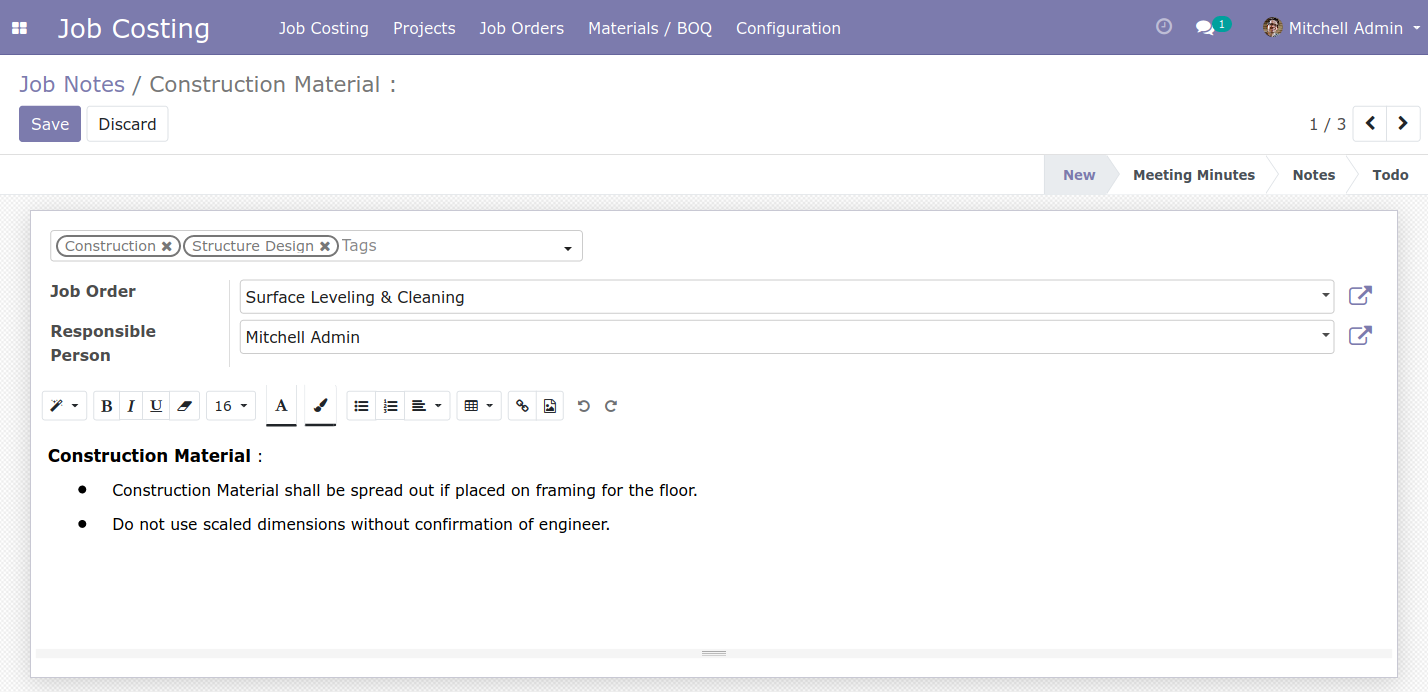 Job Costing Job Costing Projects Job Orders Materials / BOQ Configuration 1 Mitchell Admin
Job Notes / Construction Material :
Save Discard 1 / 3
New Meeting Minutes Notes Todo
Construction ✖ Structure Design ✖ Tags
Job Order Surface Leveling & Cleaning
Responsible Person Mitchell Admin
B I U 16 A
Construction Material :
● Construction Material shall be spread out if placed on framing for the floor.
● Do not use scaled dimensions without confirmation of engineer.